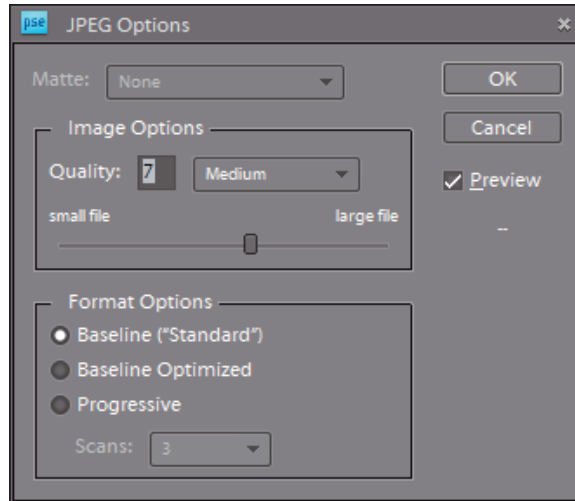 pse JPEG Options
Matte: None
OK
Cancel
Preview
--
Image Options
Quality: 7 Medium
small file large file
Format Options
Baseline ("Standard")
Baseline Optimized
Progressive
Scans: 3